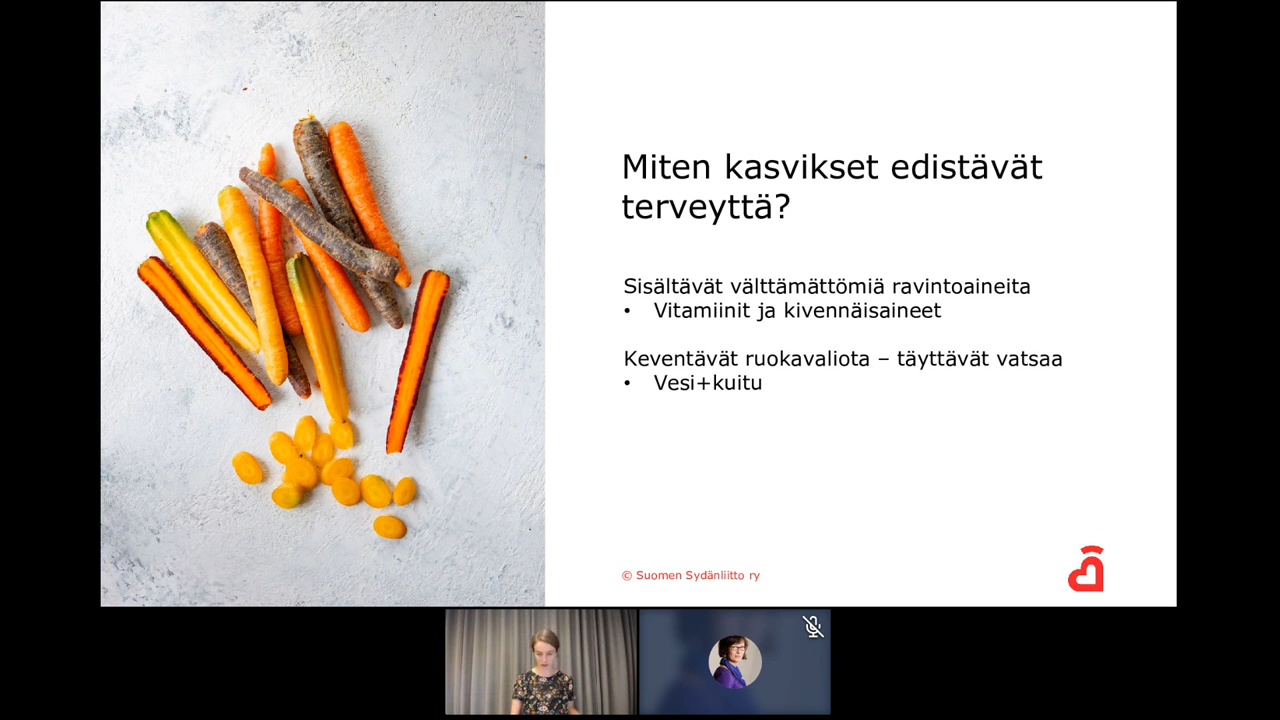 Miten kasvikset edistävät
terveyttä?
Sisältävät välttämättömiä ravintoaineita
• Vitamiinit ja kivennäisaineet
Keventävät ruokavaliota – täyttävät vatsaa
• Vesi+kuitu
© Suomen Sydänliitto ry